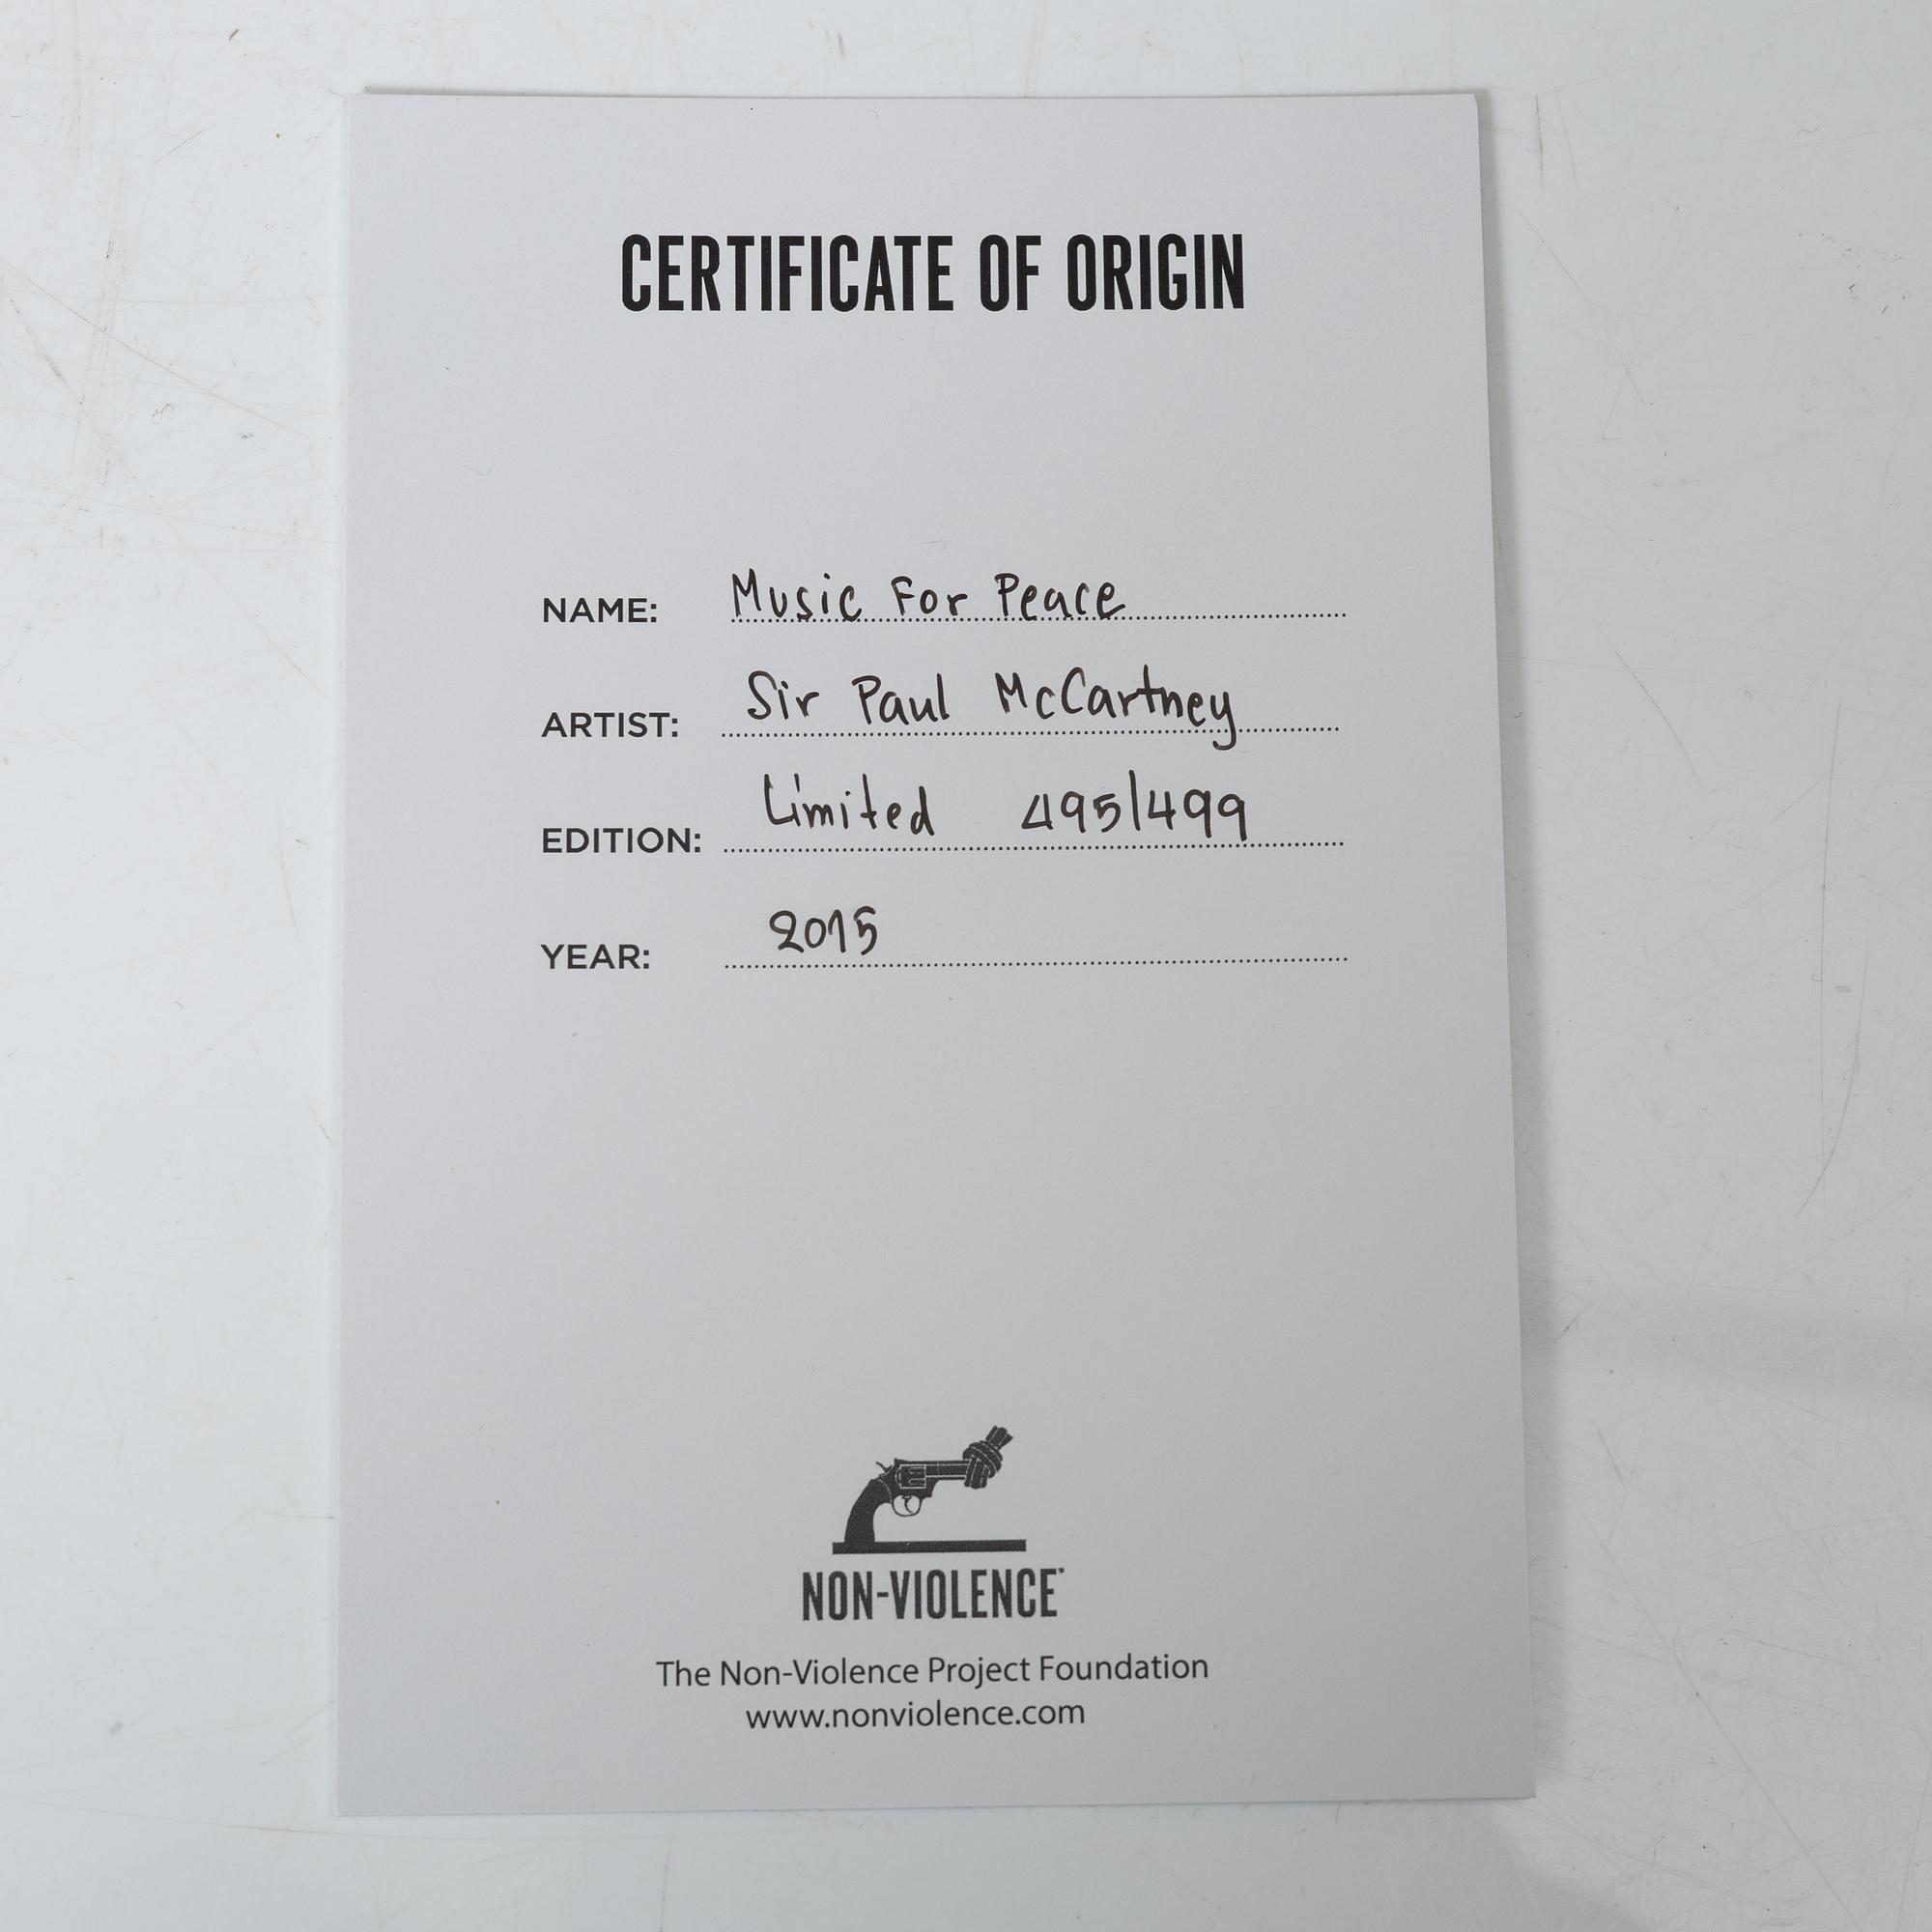 CERTIFICATE OF ORIGIN
NAME: Music For Peace
ARTIST: Sir Paul McCartney
EDITION: Limited 495/499
YEAR: 2015
NON-VIOLENCE
The Non-Violence Project Foundation
www.nonviolence.com